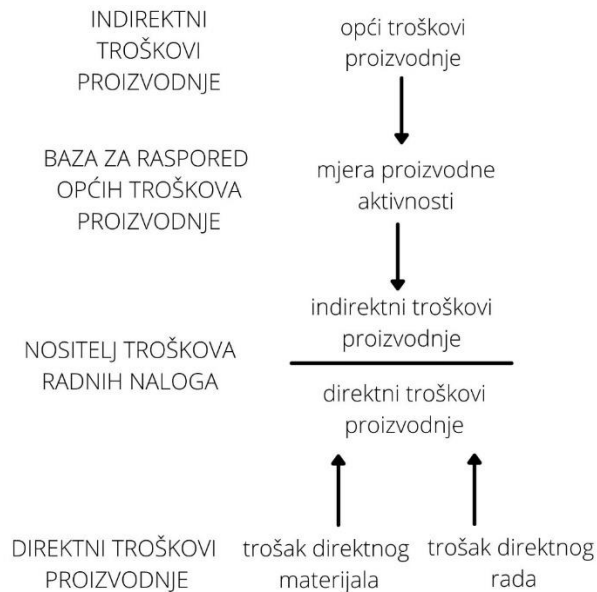 INDIREKTNI
TROŠKOVI
PROIZVODNJE
opći troškovi
proizvodnje
BAZA ZA RASPORED
OPĆIH TROŠKOVA
PROIZVODNJE
mjera proizvodne
aktivnosti
NOSITELJ TROŠKOVA
RADNIH NALOGA
indirektni troškovi
proizvodnje
direktni troškovi
proizvodnje
DIREKTNI TROŠKOVI
PROIZVODNJE
trošak direktnog
materijala
trošak direktnog
rada